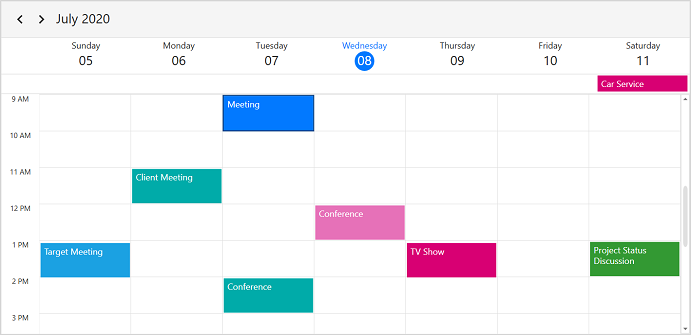 July 2020
Sunday Monday Tuesday Wednesday Thursday Friday Saturday
05 06 07 08 09 10 11
Car Service
9 AM
Meeting
10 AM
11 AM
Client Meeting
12 PM
Conference
1 PM
Target Meeting
TV Show
Project Status
Discussion
2 PM
Conference
3 PM